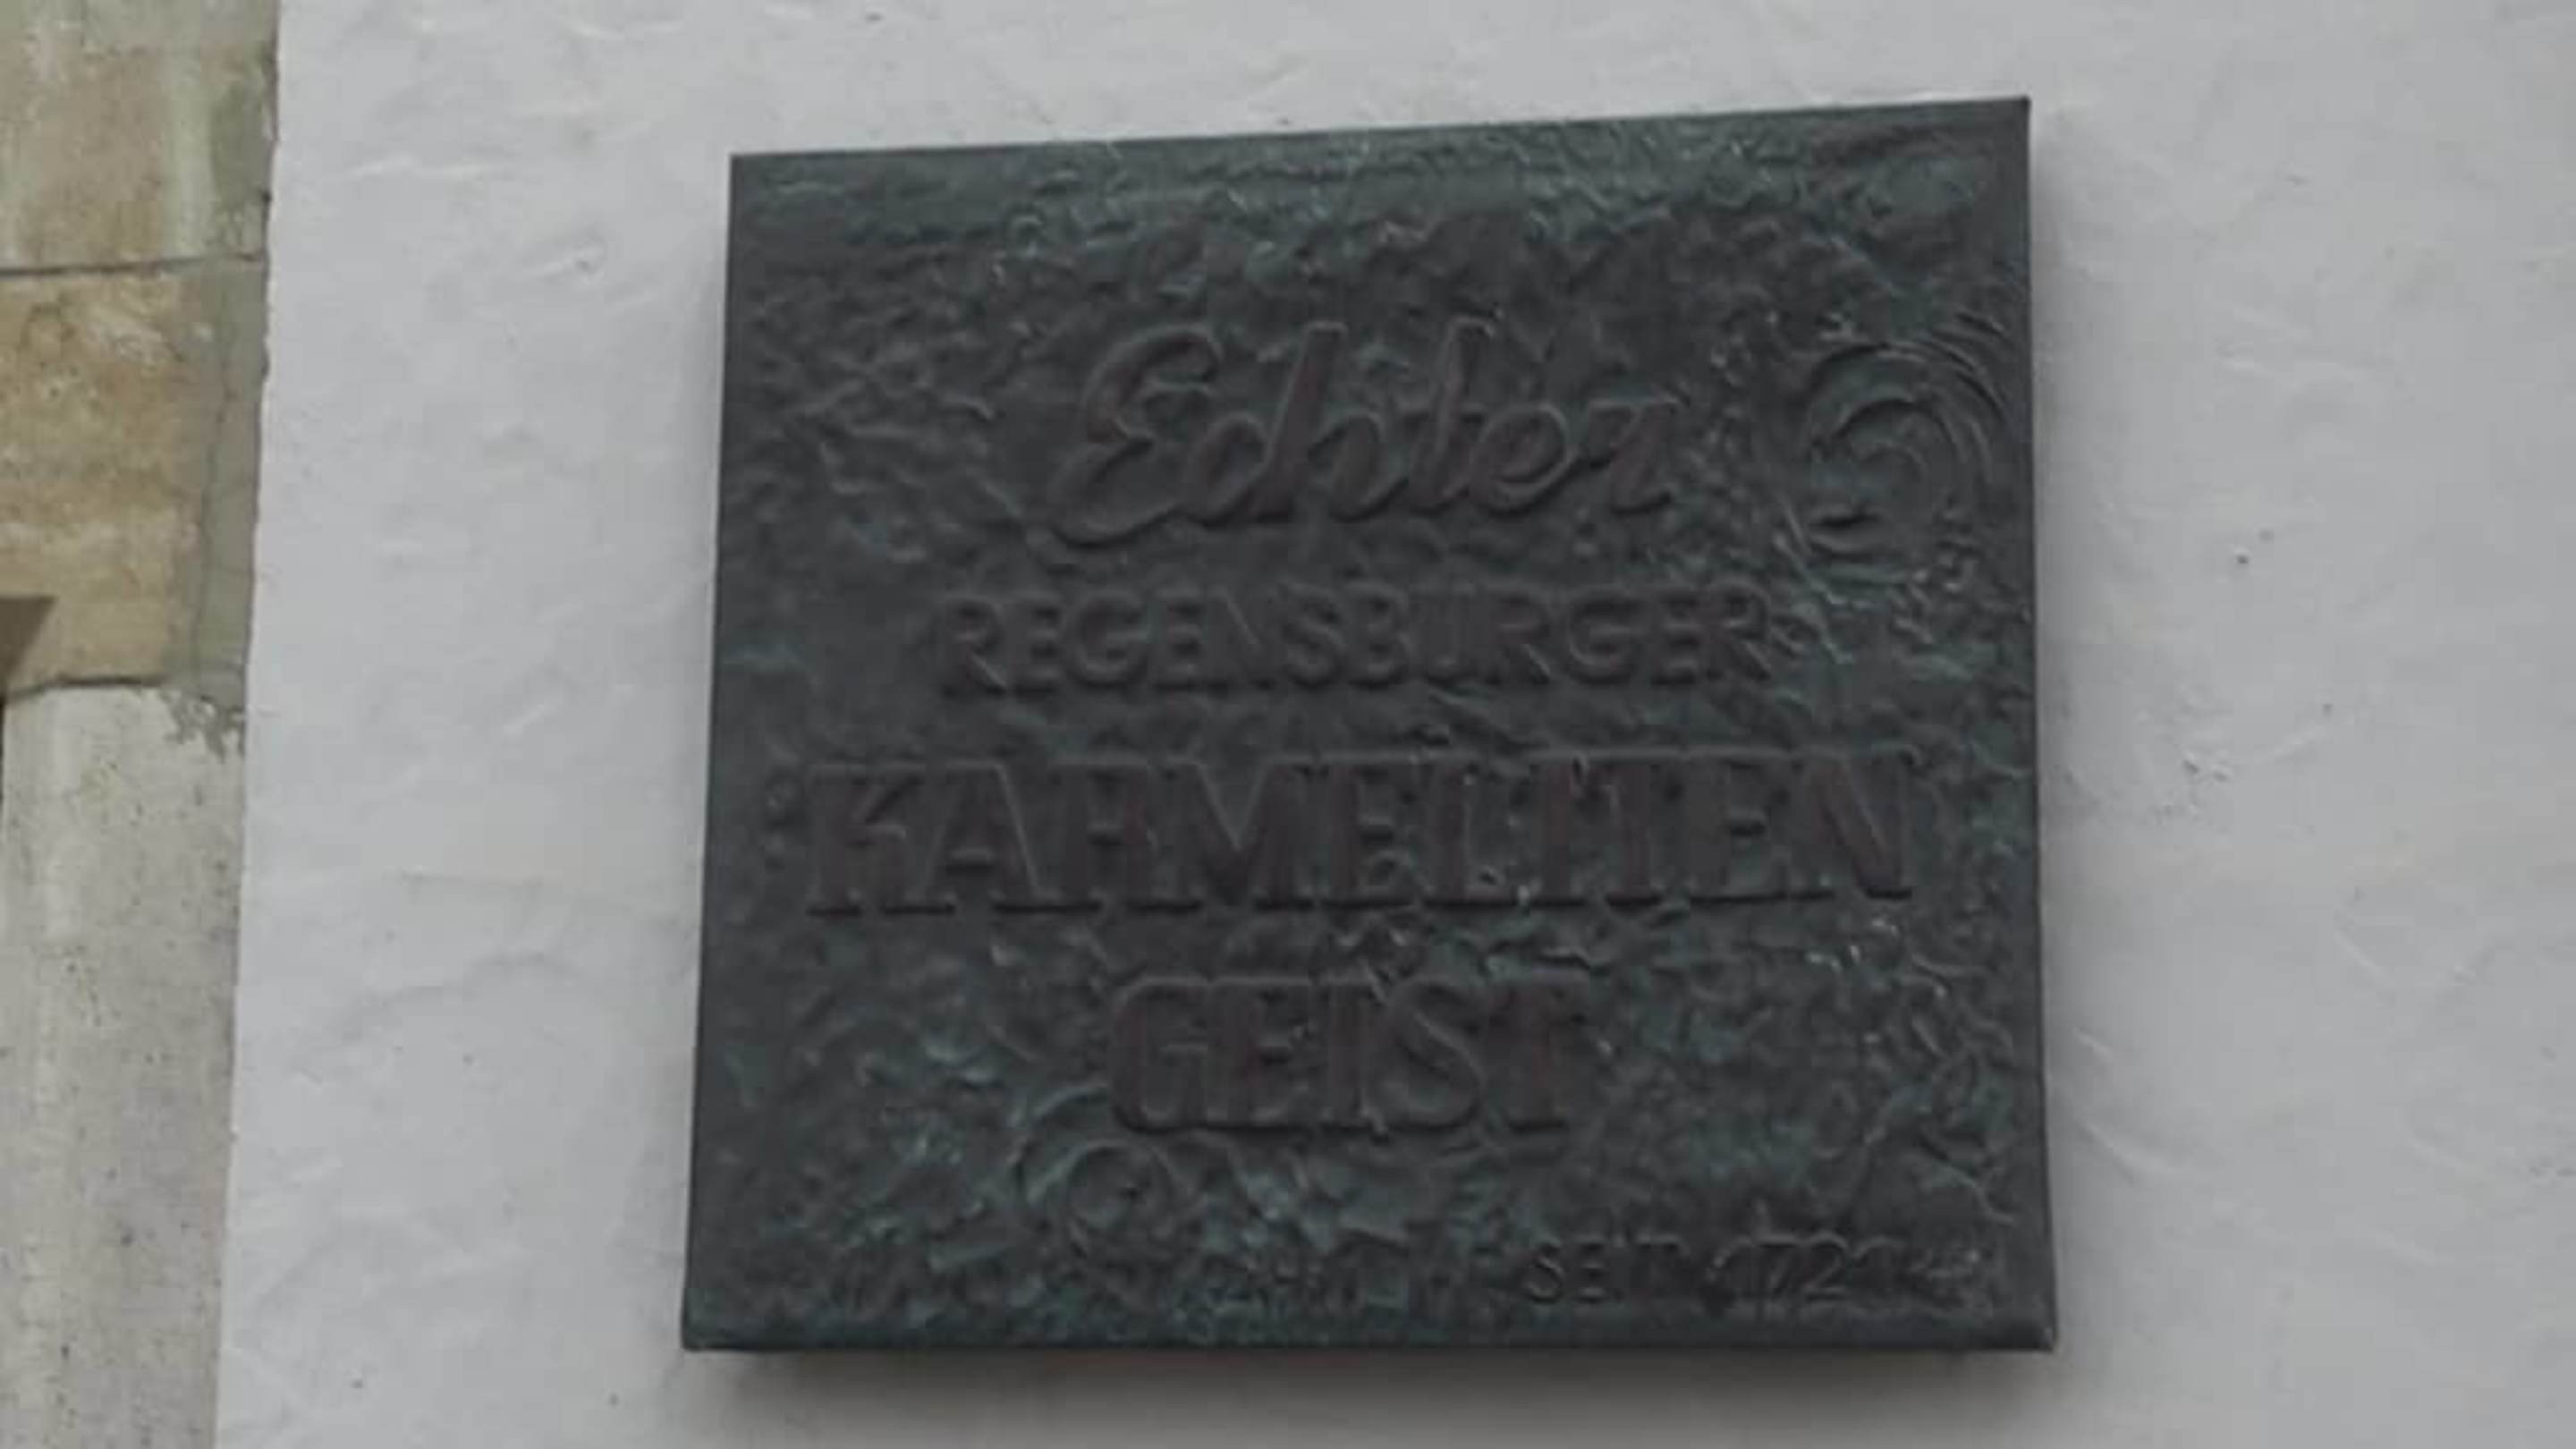 Echter
REGENSBURGER
KARMELITEN
GEIST
SEIT 1721